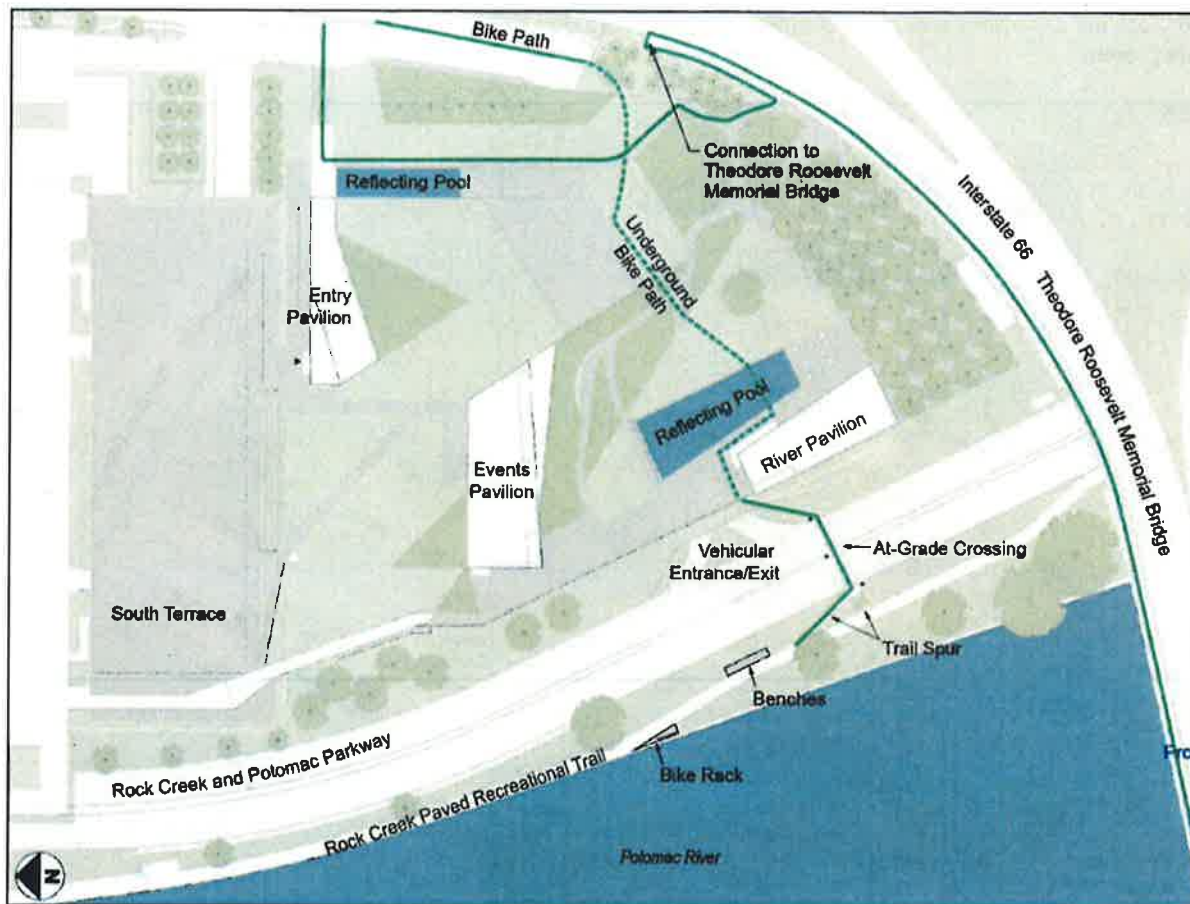 Bike Path
Connection to
Theodore Roosevelt
Memorial Bridge
Reflecting Pool
Interstate 66
Theodore Roosevelt Memorial Bridge
Underground
Bike Path
Entry
Pavilion
Reflecting Pool
River Pavilion
Events
Pavilion
Vehicular
Entrance/Exit
At-Grade Crossing
South Terrace
Trail Spur
Benches
Rock Creek and Potomac Parkway
Bike Rack
Rock Creek Paved Recreational Trail
Potomac River
Fro
N